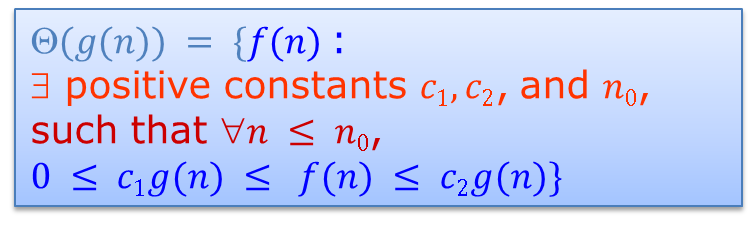 Θ(g(n)) = {f(n) :
∃ positive constants c₁, c₂, and n₀,
such that ∀n ≤ n₀,
0 ≤ c₁g(n) ≤ f(n) ≤ c₂g(n)}